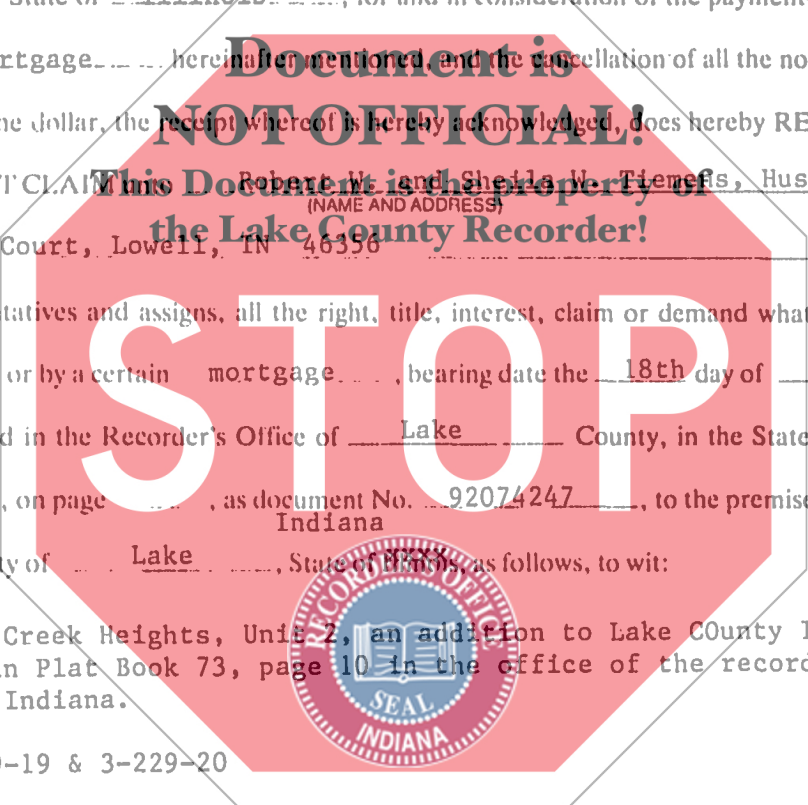 State of Illinois, for and in consideration of the payment
rtgage hereinafter mentioned, and the cancellation of all the no
Document is
ne dollar, the receipt whereof is hereby acknowledged, does hereby RE
NOT OFFICIAL!
T CLAIM unto Robert W. and Sheila W. Tiemens, Hus
This Document is the property of
(NAME AND ADDRESS)
the Lake County Recorder!
Court, Lowell, IN 46356
tatives and assigns, all the right, title, interest, claim or demand what
or by a certain mortgage, bearing date the 18th day of
d in the Recorder's Office of Lake County, in the State
, on page , as document No. 92074247, to the premise
Indiana
ty of Lake, State of Illinois, as follows, to wit:
STOP
Creek Heights, Unit 2, an addition to Lake COunty I
n Plat Book 73, page 10 in the office of the record
Indiana.
-19 & 3-229-20
RECORDER'S OFFICE
SEAL
INDIANA